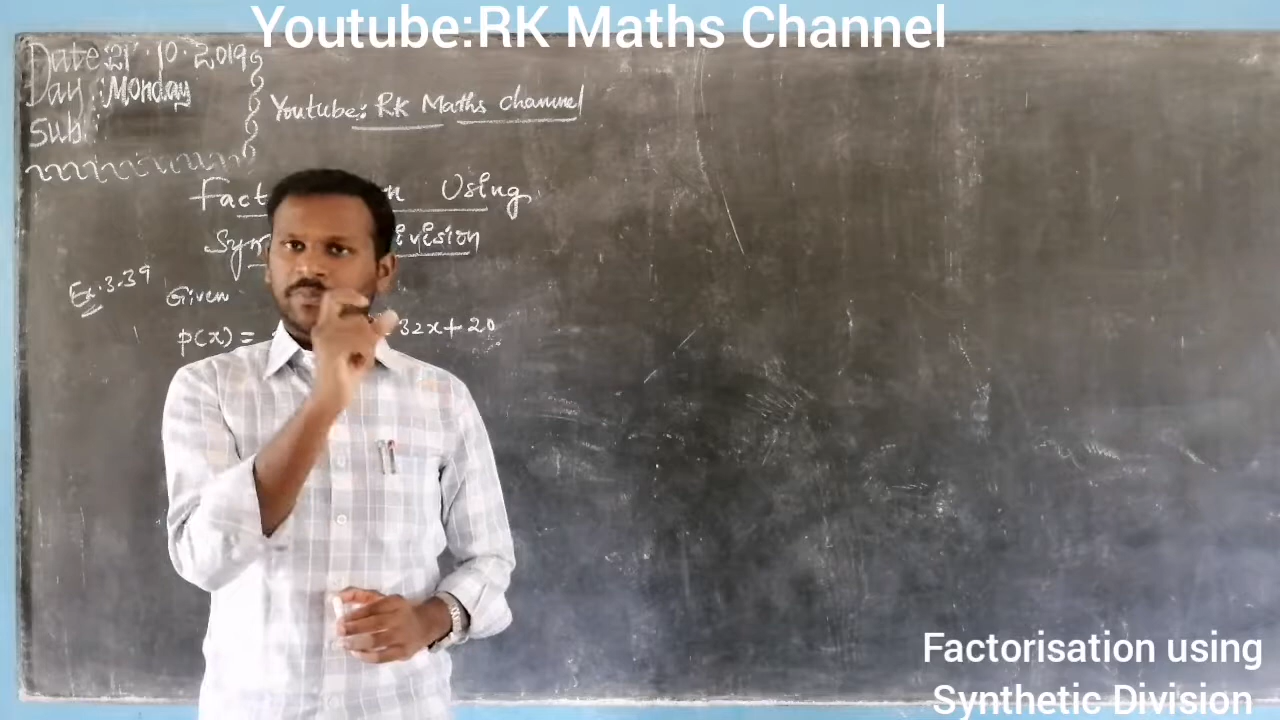 Youtube:RK Maths Channel
Date: 21.10.2019
Day: Monday
Sub:
Youtube: RK Maths channel
Using
Ex:3.39
Given
p(x) = 32x+20
Factorisation using
Synthetic Division